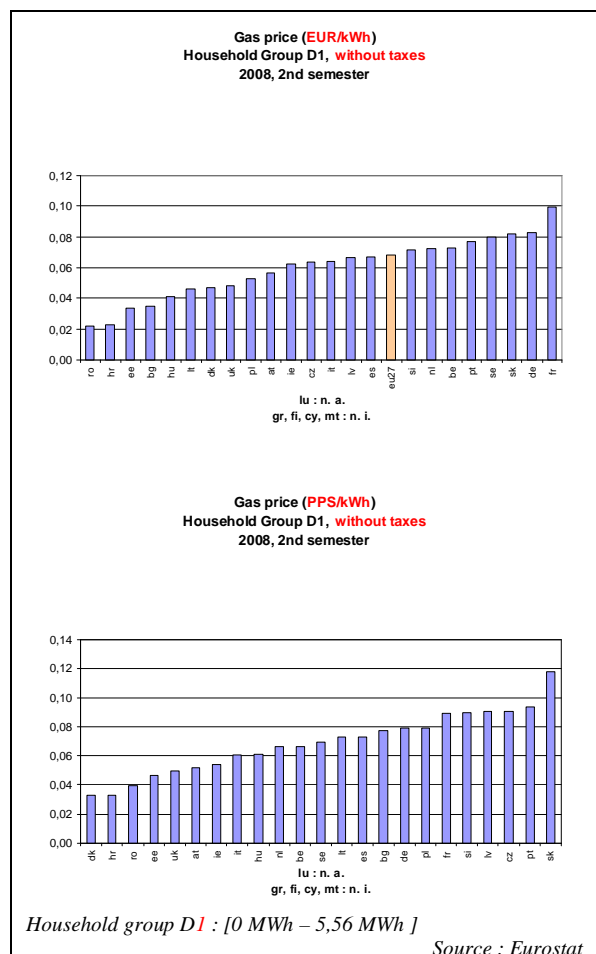 Gas price (EUR/kWh)
Household Group D1, without taxes
2008, 2nd semester
0,12
0,10
0,08
0,06
0,04
0,02
0,00
ro hr ee bg hu lt dk uk pl at ie cz it lv es eu27 si nl be pt se sk de fr
lu : n. a.
gr, fi, cy, mt : n. i.
Gas price (PPS/kWh)
Household Group D1, without taxes
2008, 2nd semester
0,14
0,12
0,10
0,08
0,06
0,04
0,02
0,00
dk hr ro ee uk at ie it hu nl be se lt es bg de pl fr si lv cz pt sk
lu : n. a.
gr, fi, cy, mt : n. i.
Household group D1 : [0 MWh – 5,56 MWh ]
Source : Eurostat